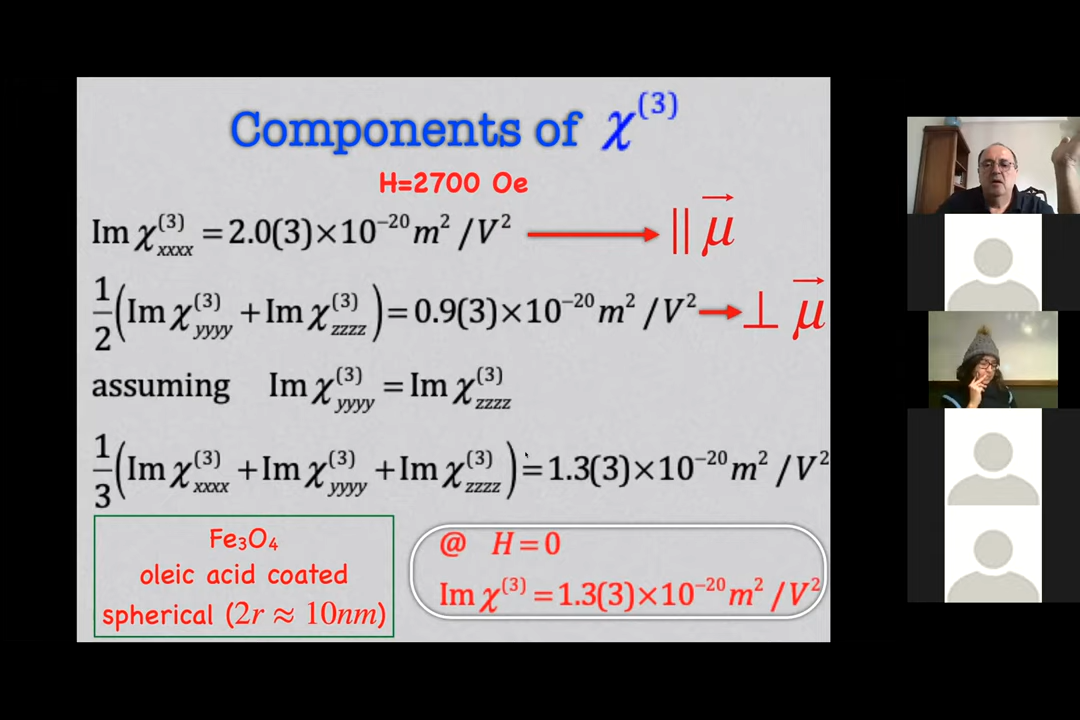 Components of χ⁽³⁾
H=2700 Oe
Im χ⁽³⁾xxxx = 2.0(3)×10⁻²⁰ m²/V² → || μ⃗
1/2 (Im χ⁽³⁾yyyy + Im χ⁽³⁾zzzz) = 0.9(3)×10⁻²⁰ m²/V² → ⊥ μ⃗
assuming Im χ⁽³⁾yyyy = Im χ⁽³⁾zzzz
1/3 (Im χ⁽³⁾xxxx + Im χ⁽³⁾yyyy + Im χ⁽³⁾zzzz) = 1.3(3)×10⁻²⁰ m²/V²
Fe₃O₄
oleic acid coated
spherical (2r ≈ 10nm)
@ H = 0
Im χ⁽³⁾ = 1.3(3)×10⁻²⁰ m²/V²